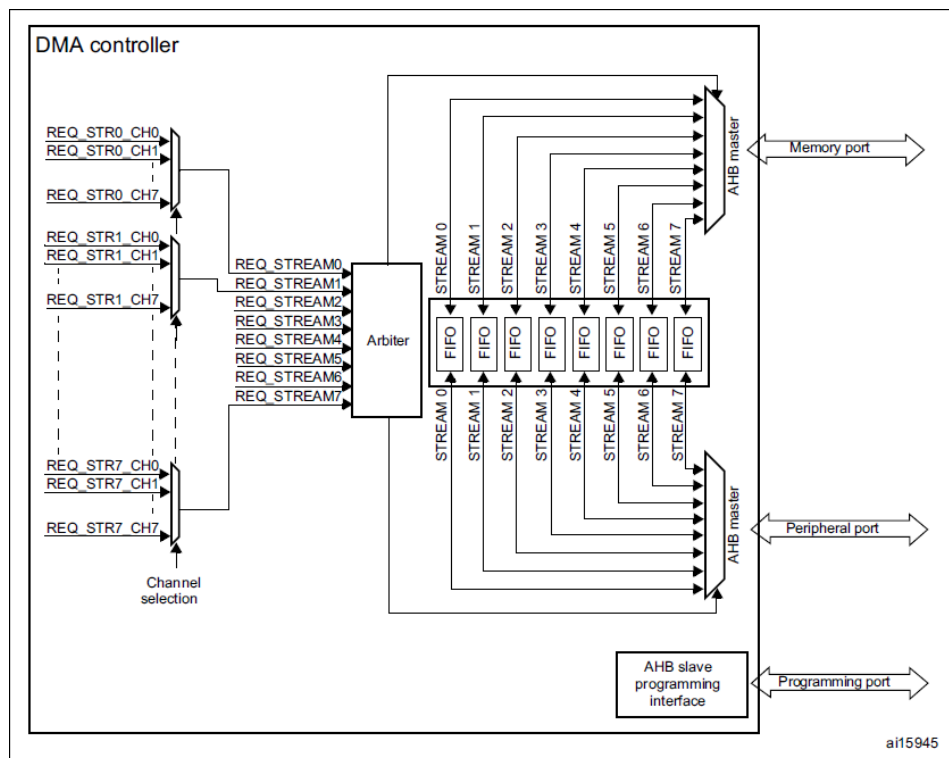 DMA controller
REQ_STR0_CH0
REQ_STR0_CH1
REQ_STR0_CH7
REQ_STR1_CH0
REQ_STR1_CH1
REQ_STR1_CH7
REQ_STR7_CH0
REQ_STR7_CH1
REQ_STR7_CH7
Channel
selection
REQ_STREAM0
REQ_STREAM1
REQ_STREAM2
REQ_STREAM3
REQ_STREAM4
REQ_STREAM5
REQ_STREAM6
REQ_STREAM7
Arbiter
STREAM 0
STREAM 1
STREAM 2
STREAM 3
STREAM 4
STREAM 5
STREAM 6
STREAM 7
FIFO
FIFO
FIFO
FIFO
FIFO
FIFO
FIFO
FIFO
STREAM 0
STREAM 1
STREAM 2
STREAM 3
STREAM 4
STREAM 5
STREAM 6
STREAM 7
AHB master
Memory port
AHB master
Peripheral port
AHB slave
programming
interface
Programming port
ai15945